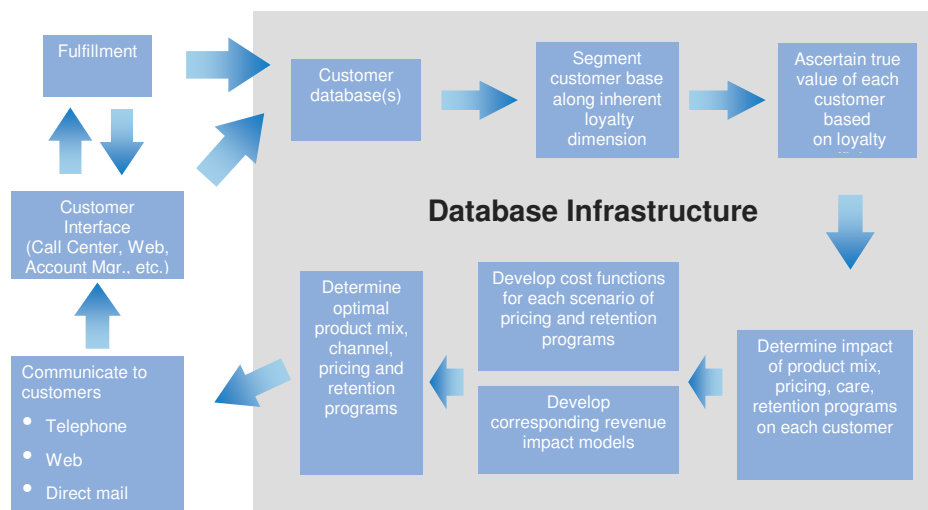 Fulfillment
Customer
database(s)
Segment
customer base
along inherent
loyalty
dimension
Ascertain true
value of each
customer
based
on loyalty
Customer
Interface
(Call Center, Web,
Account Mgr., etc.)
Database Infrastructure
Determine
optimal
product mix,
channel,
pricing and
retention
programs
Develop cost functions
for each scenario of
pricing and retention
programs
Develop
corresponding revenue
impact models
Determine impact
of product mix,
pricing, care,
retention programs
on each customer
Communicate to
customers
• Telephone
• Web
• Direct mail